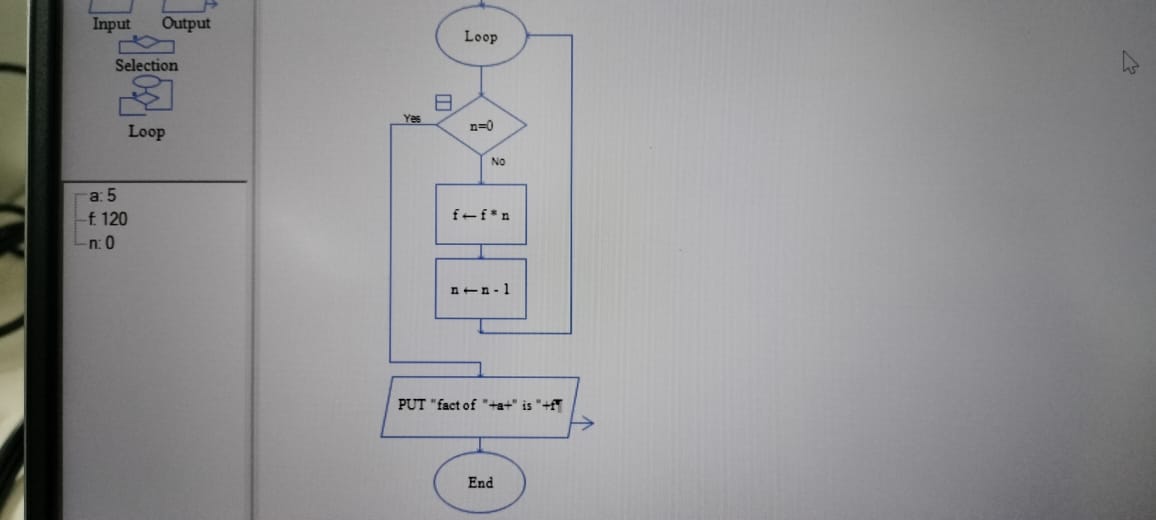 Input Output
Selection
Loop
a: 5
f: 120
n: 0
Loop
Yes
n=0
No
f ← f * n
n ← n - 1
PUT "fact of "+a+" is "+f¶
End